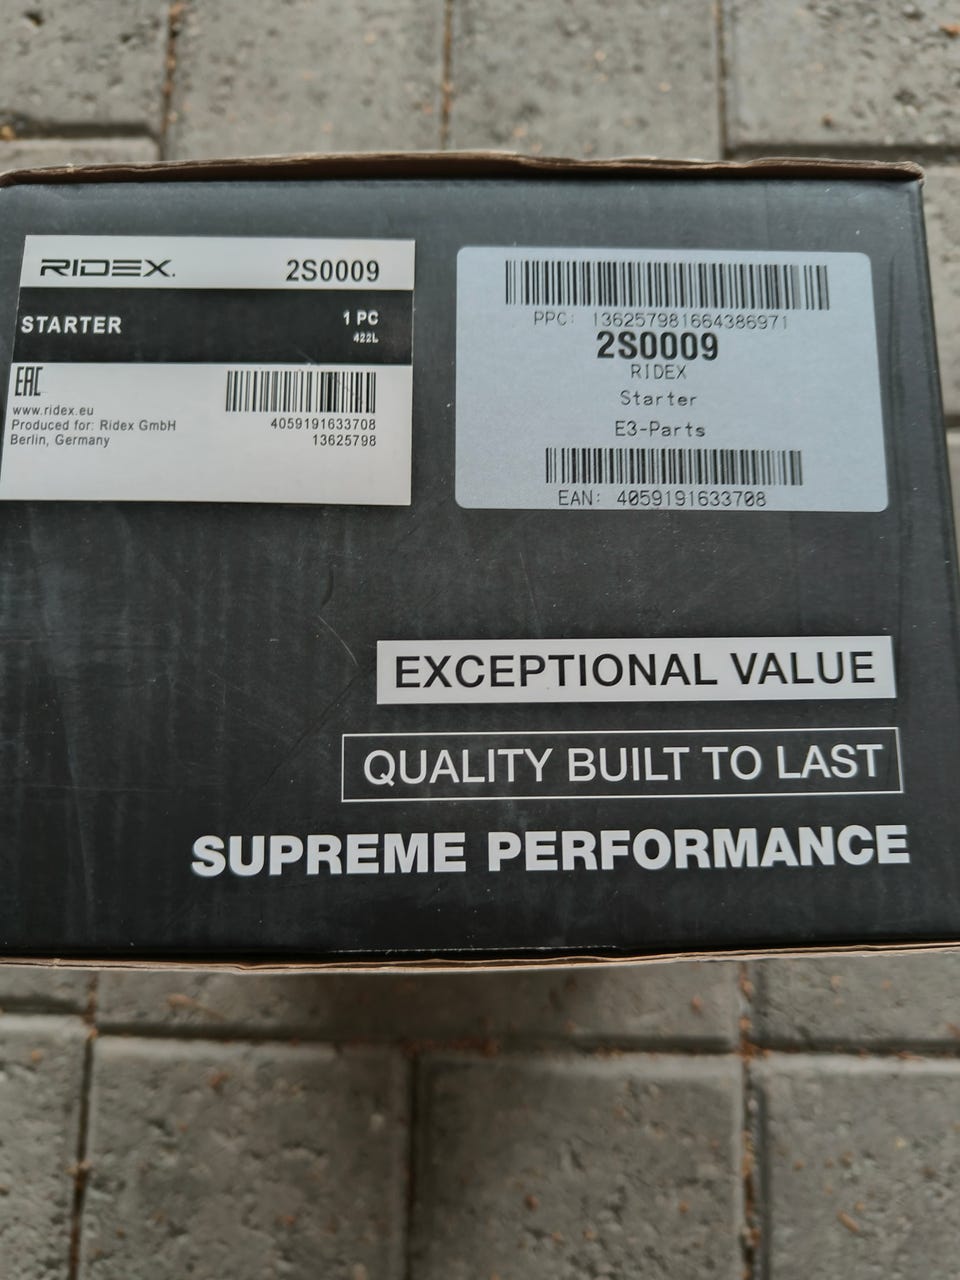 RIDEX.
2S0009
STARTER
1 PC
422L
EAC
www.ridex.eu
Produced for: Ridex GmbH
Berlin, Germany
4059191633708
13625798
PPC: 136257981664386971
2S0009
RIDEX
Starter
E3-Parts
EAN: 4059191633708
EXCEPTIONAL VALUE
QUALITY BUILT TO LAST
SUPREME PERFORMANCE